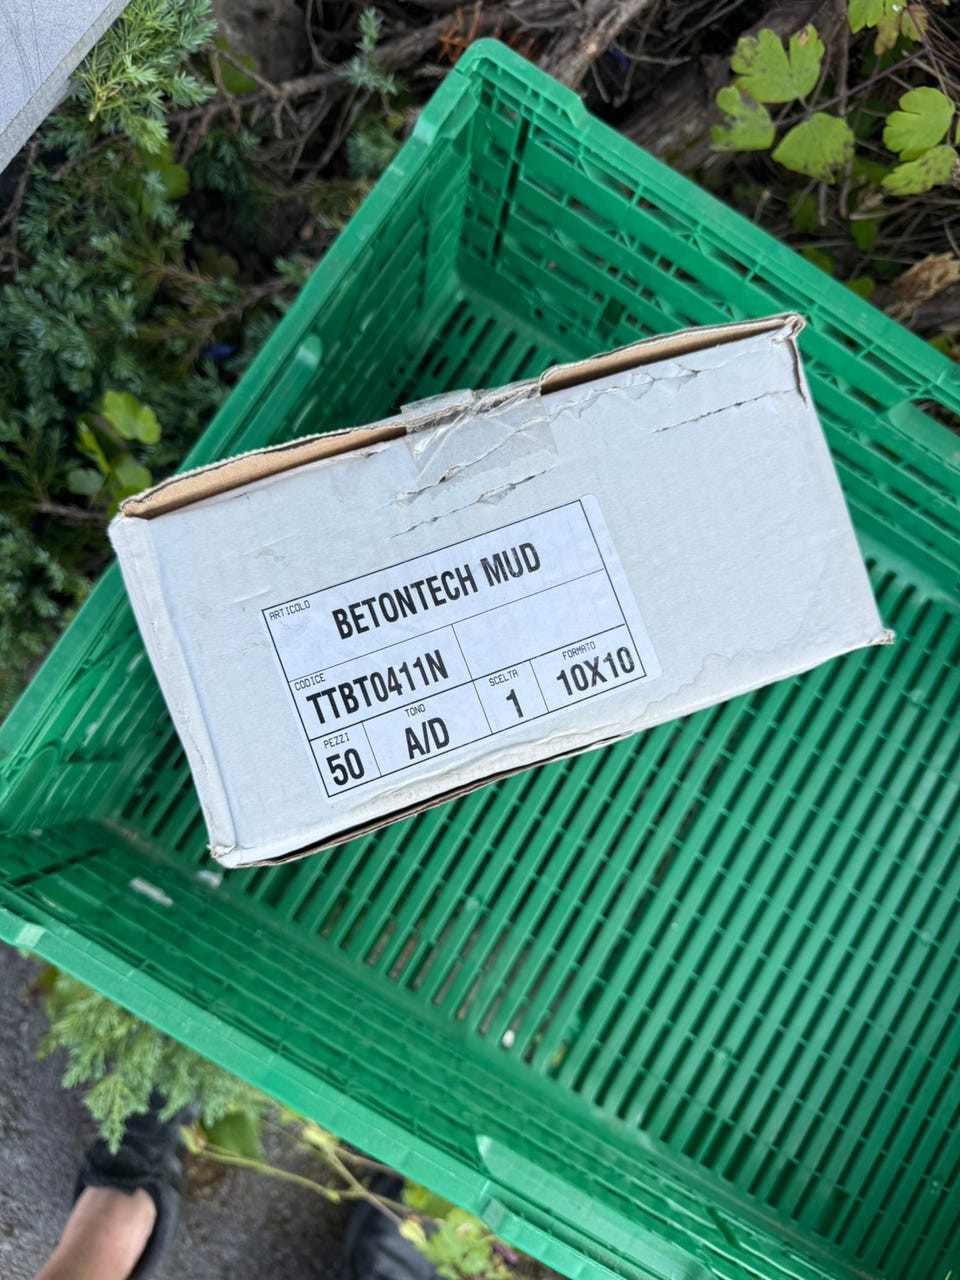 ARTICOLO
BETONTECH MUD
CODICE
TTBT0411N
PEZZI
50
TONO
A/D
SCELTA
1
FORMATO
10X10